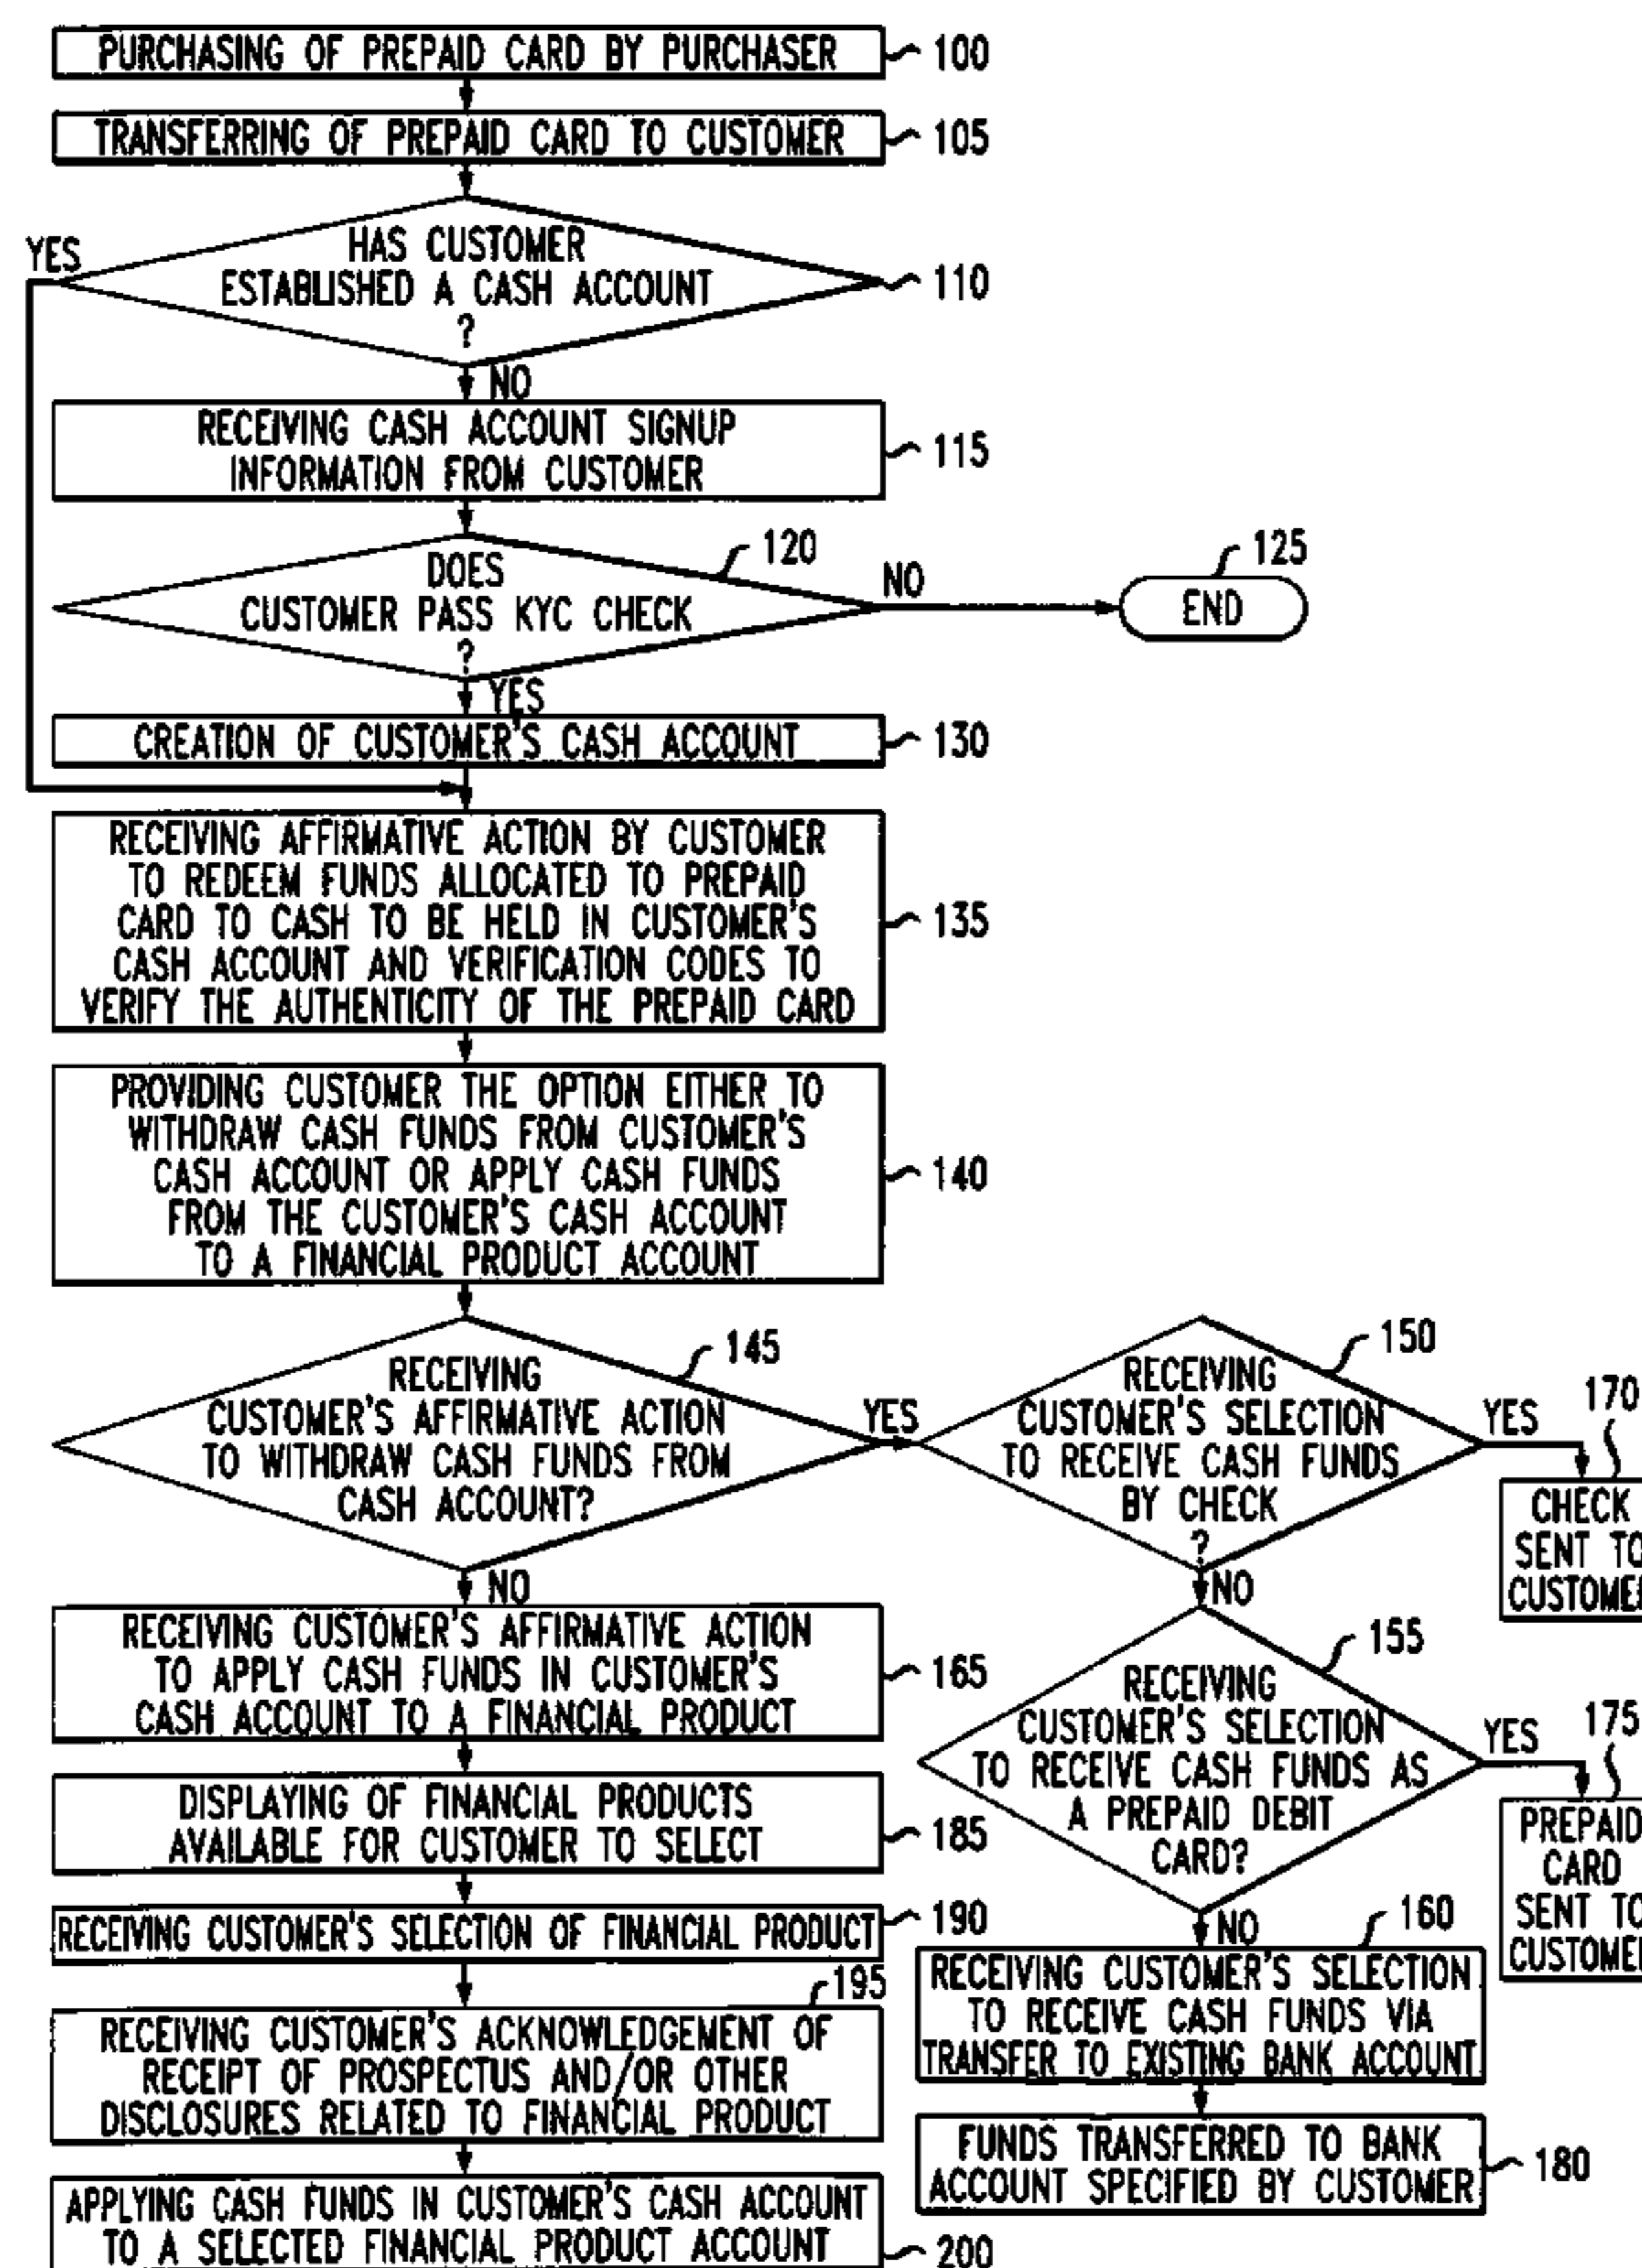 PURCHASING OF PREPAID CARD BY PURCHASER
100
TRANSFERRING OF PREPAID CARD TO CUSTOMER
105
YES
HAS CUSTOMER
ESTABLISHED A CASH ACCOUNT
?
110
NO
RECEIVING CASH ACCOUNT SIGNUP
INFORMATION FROM CUSTOMER
115
DOES
CUSTOMER PASS KYC CHECK
?
120
NO
125
END
YES
CREATION OF CUSTOMER'S CASH ACCOUNT
130
RECEIVING AFFIRMATIVE ACTION BY CUSTOMER
TO REDEEM FUNDS ALLOCATED TO PREPAID
CARD TO CASH TO BE HELD IN CUSTOMER'S
CASH ACCOUNT AND VERIFICATION CODES TO
VERIFY THE AUTHENTICITY OF THE PREPAID CARD
135
PROVIDING CUSTOMER THE OPTION EITHER TO
WITHDRAW CASH FUNDS FROM CUSTOMER'S
CASH ACCOUNT OR APPLY CASH FUNDS
FROM THE CUSTOMER'S CASH ACCOUNT
TO A FINANCIAL PRODUCT ACCOUNT
140
RECEIVING
CUSTOMER'S AFFIRMATIVE ACTION
TO WITHDRAW CASH FUNDS FROM
CASH ACCOUNT?
145
YES
RECEIVING
CUSTOMER'S SELECTION
TO RECEIVE CASH FUNDS
BY CHECK
?
150
YES
170
CHECK
SENT TO
CUSTOMER
NO
NO
RECEIVING CUSTOMER'S AFFIRMATIVE ACTION
TO APPLY CASH FUNDS IN CUSTOMER'S
CASH ACCOUNT TO A FINANCIAL PRODUCT
165
RECEIVING
CUSTOMER'S SELECTION
TO RECEIVE CASH FUNDS AS
A PREPAID DEBIT
CARD?
155
YES
175
PREPAID
CARD
SENT TO
CUSTOMER
DISPLAYING OF FINANCIAL PRODUCTS
AVAILABLE FOR CUSTOMER TO SELECT
185
RECEIVING CUSTOMER'S SELECTION OF FINANCIAL PRODUCT
190
NO
160
RECEIVING CUSTOMER'S SELECTION
TO RECEIVE CASH FUNDS VIA
TRANSFER TO EXISTING BANK ACCOUNT
195
RECEIVING CUSTOMER'S ACKNOWLEDGEMENT OF
RECEIPT OF PROSPECTUS AND/OR OTHER
DISCLOSURES RELATED TO FINANCIAL PRODUCT
FUNDS TRANSFERRED TO BANK
ACCOUNT SPECIFIED BY CUSTOMER
180
APPLYING CASH FUNDS IN CUSTOMER'S CASH ACCOUNT
TO A SELECTED FINANCIAL PRODUCT ACCOUNT
200